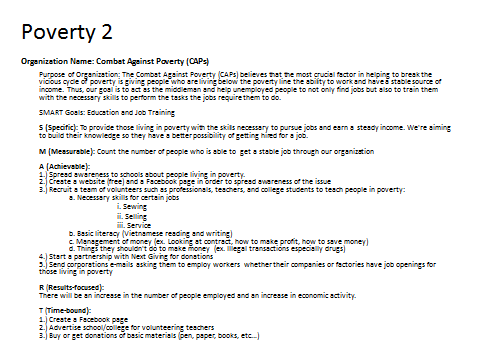 Poverty 2
Organization Name: Combat Against Poverty (CAPs)
Purpose of Organization: The Combat Against Poverty (CAPs) believes that the most crucial factor in helping to break the
vicious cycle of poverty is giving people who are living below the poverty line the ability to work and have a stable source of
income. Thus, our goal is to act as the middleman and help unemployed people to not only find jobs but also to train them
with the necessary skills to perform the tasks the jobs require them to do.
SMART Goals: Education and Job Training
S (Specific): To provide those living in poverty with the skills necessary to pursue jobs and earn a steady income. We're aiming
to build their knowledge so they have a better possibility of getting hired for a job.
M (Measurable): Count the number of people who is able to get a stable job through our organization
A (Achievable):
1.) Spread awareness to schools about people living in poverty.
2.) Create a website (free) and a Facebook page in order to spread awareness of the issue
3.) Recruit a team of volunteers such as professionals, teachers, and college students to teach people in poverty:
a. Necessary skills for certain jobs
i. Sewing
ii. Selling
iii. Service
b. Basic literacy (Vietnamese reading and writing)
c. Management of money (ex. Looking at contract, how to make profit, how to save money)
d. Things they shouldn't do to make money (ex. Illegal transactions especially drugs)
4.) Start a partnership with Next Giving for donations
5.) Send corporations e-mails asking them to employ workers whether their companies or factories have job openings for
those living in poverty
R (Results-focused):
There will be an increase in the number of people employed and an increase in economic activity.
T (Time-bound):
1.) Create a Facebook page
2.) Advertise school/college for volunteering teachers
3.) Buy or get donations of basic materials (pen, paper, books, etc...)